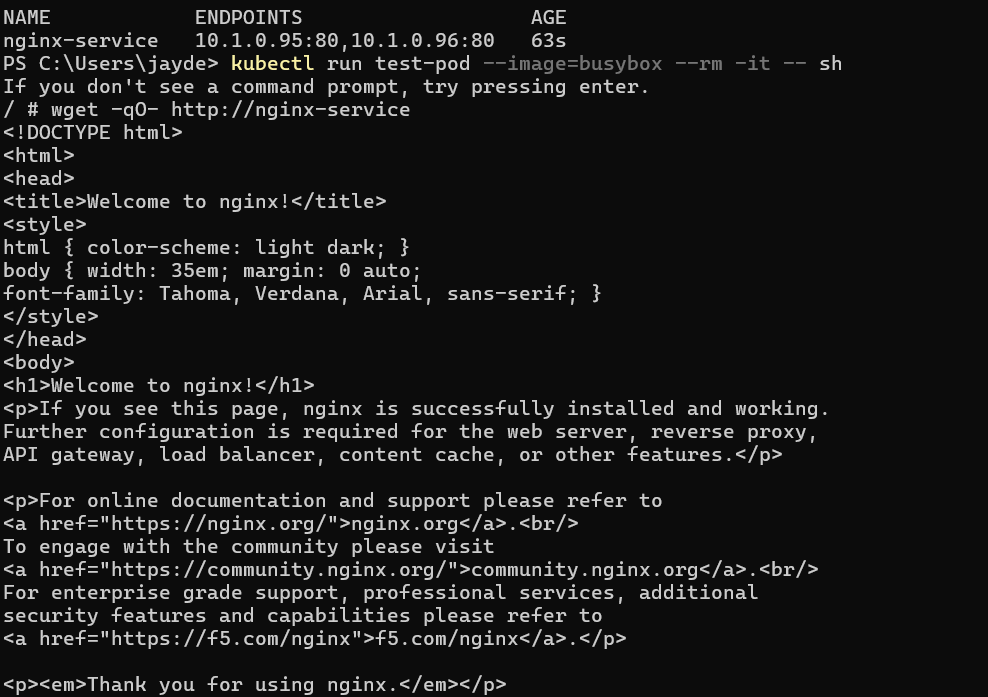 NAME ENDPOINTS AGE
nginx-service 10.1.0.95:80,10.1.0.96:80 63s
PS C:\Users\jayde> kubectl run test-pod --image=busybox --rm -it -- sh
If you don't see a command prompt, try pressing enter.
/ # wget -qO- http://nginx-service
<!DOCTYPE html>
<html>
<head>
<title>Welcome to nginx!</title>
<style>
html { color-scheme: light dark; }
body { width: 35em; margin: 0 auto;
font-family: Tahoma, Verdana, Arial, sans-serif; }
</style>
</head>
<body>
<h1>Welcome to nginx!</h1>
<p>If you see this page, nginx is successfully installed and working.
Further configuration is required for the web server, reverse proxy,
API gateway, load balancer, content cache, or other features.</p>

<p>For online documentation and support please refer to
<a href="https://nginx.org/">nginx.org</a>.<br/>
To engage with the community please visit
<a href="https://community.nginx.org/">community.nginx.org</a>.<br/>
For enterprise grade support, professional services, additional
security features and capabilities please refer to
<a href="https://f5.com/nginx">f5.com/nginx</a>.</p>

<p><em>Thank you for using nginx.</em></p>